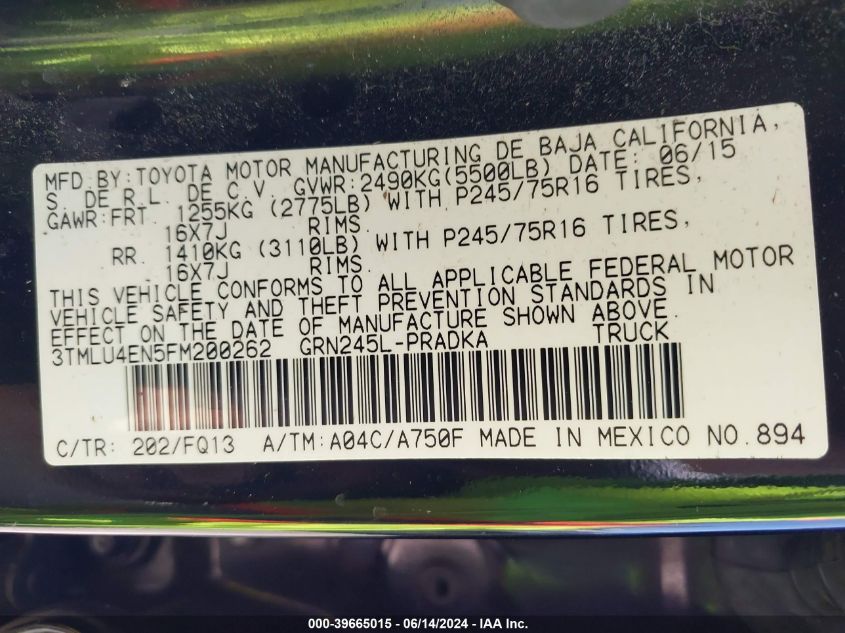 MFD.BY:TOYOTA MOTOR MANUFACTURING DE BAJA CALIFORNIA,
S. DE R.L. DE C.V. GVWR:2490KG(5500LB) DATE: 06/15
GAWR:FRT. 1255KG (2775LB) WITH P245/75R16 TIRES,
16X7J RIMS.
RR. 1410KG (3110LB) WITH P245/75R16 TIRES,
16X7J RIMS.
THIS VEHICLE CONFORMS TO ALL APPLICABLE FEDERAL MOTOR
VEHICLE SAFETY AND THEFT PREVENTION STANDARDS IN
EFFECT ON THE DATE OF MANUFACTURE SHOWN ABOVE.
3TMLU4EN5FM200262 GRN245L-PRADKA TRUCK
C/TR: 202/FQ13 A/TM:A04C/A750F MADE IN MEXICO NO.894
000-39665015 - 06/14/2024 - IAA Inc.